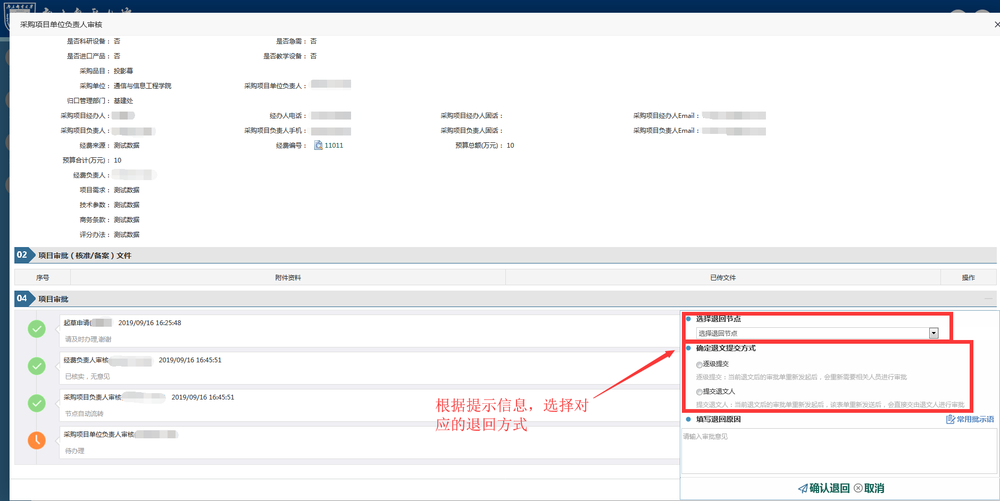 采购项目单位负责人审核
是否科研设备： 否 是否急需： 否
是否进口产品： 否 是否教学设备： 否
采购品目： 投影幕
采购单位： 通信与信息工程学院 采购项目单位负责人：
归口管理部门： 基建处
采购项目经办人： 经办人电话： 采购项目经办人固话： 采购项目经办人Email：
采购项目负责人： 采购项目负责人手机： 采购项目负责人固话： 采购项目负责人Email：
经费来源： 测试数据 经费编号： 11011 预算总额(万元)： 10
预算合计(万元)： 10
经费负责人：
项目需求： 测试数据
技术参数： 测试数据
商务条款： 测试数据
评分办法： 测试数据
02 项目审批（核准/备案）文件
序号 附件资料 已传文件 操作
04 项目审批
起草申请( 2019/09/16 16:25:48
请及时办理,谢谢
经费负责人审核 2019/09/16 16:45:51
已核实，无意见
采购项目负责人审核 2019/09/16 16:45:51
节点自动流转
采购项目单位负责人审核
待办理
根据提示信息，选择对
应的退回方式
选择退回节点
选择退回节点
确定退文提交方式
逐级提交
逐级提交：当前退文后的审批单重新发起后，会重新需要相关人员进行审批
提交退文人
提交退文人：当前退文后的审批单重新发起后，该表单重新发送后，会直接交由退文人进行审批
填写退回原因 常用批示语
请输入审批意见
确认退回 取消